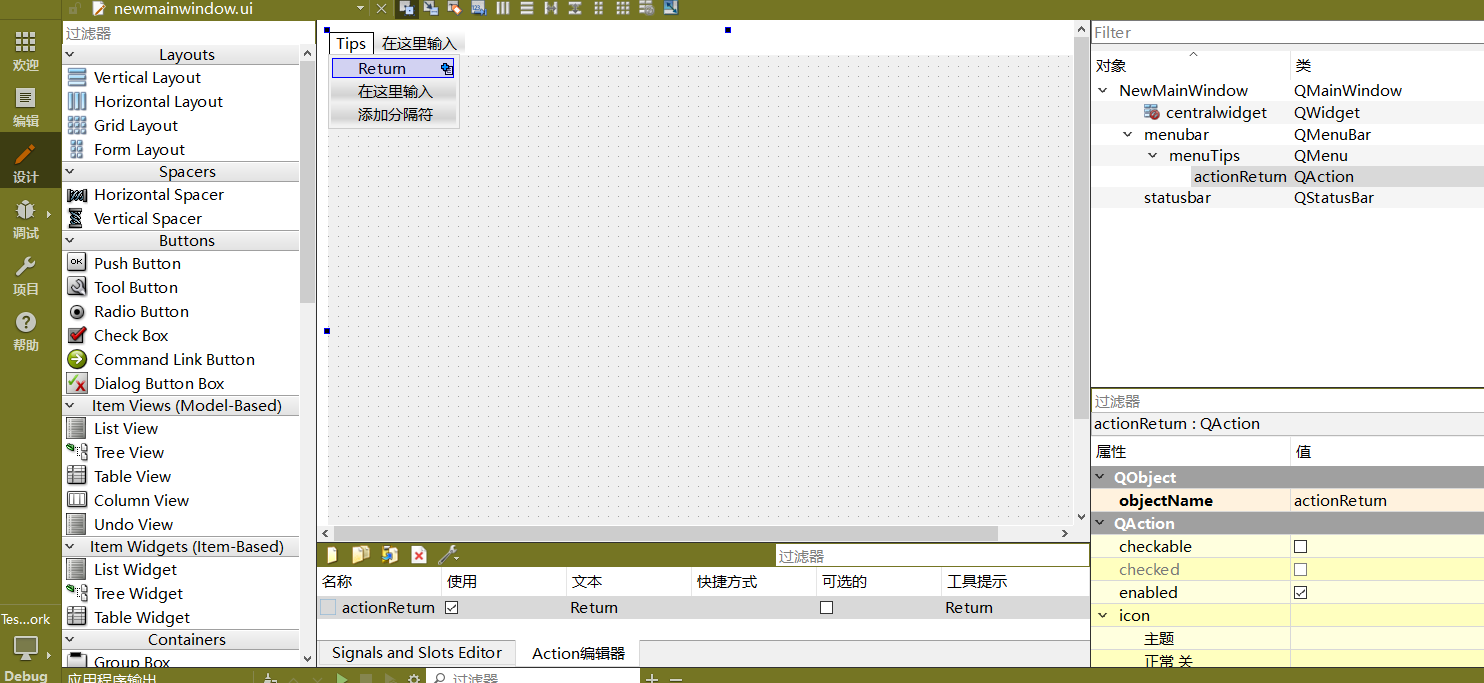 newmainwindow.ui
欢迎
编辑
设计
调试
项目
帮助
Tes...ork
Debug
过滤器
Layouts
Vertical Layout
Horizontal Layout
Grid Layout
Form Layout
Spacers
Horizontal Spacer
Vertical Spacer
Buttons
Push Button
Tool Button
Radio Button
Check Box
Command Link Button
Dialog Button Box
Item Views (Model-Based)
List View
Tree View
Table View
Column View
Undo View
Item Widgets (Item-Based)
List Widget
Tree Widget
Table Widget
Containers
Group Box
Tips 在这里输入
Return
在这里输入
添加分隔符
过滤器
名称 使用 文本 快捷方式 可选的 工具提示
actionReturn Return Return
Signals and Slots Editor Action编辑器
Filter
对象 类
NewMainWindow QMainWindow
centralwidget QWidget
menubar QMenuBar
menuTips QMenu
actionReturn QAction
statusbar QStatusBar
过滤器
actionReturn : QAction
属性 值
QObject
objectName actionReturn
QAction
checkable
checked
enabled
icon
主题
正常 关
应用程序输出 过滤器